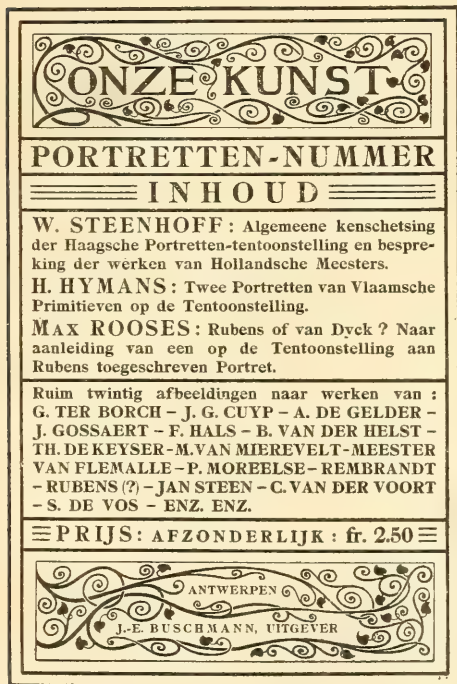 ONZE KUNST
PORTRETTEN-NUMMER
INHOUD
W. STEENHOFF: Algemeene kenschetsing
der Haagsche Portretten-tentoonstelling en bespre-
king der werken van Hollandsche Meesters.
H. HYMANS: Twee Portretten van Vlaamsche
Primitieven op de Tentoonstelling.
MAX ROOSES: Rubens of van Dyck? Naar
aanleiding van een op de Tentoonstelling aan
Rubens toegeschreven Portret.
Ruim twintig afbeeldingen naar werken van :
G. TER BORCH – J. G. CUYP – A. DE GELDER –
J. GOSSAERT – F. HALS – B. VAN DER HELST –
TH. DE KEYSER – M. VAN MIEREVELT – MEESTER
VAN FLEMALLE – P. MOREELSE – REMBRANDT
– RUBENS (?) – JAN STEEN – C. VAN DER VOORT
– S. DE VOS – ENZ. ENZ.
PRIJS: AFZONDERLIJK : fr. 2.50
ANTWERPEN
J.-E. BUSCHMANN, UITGEVER